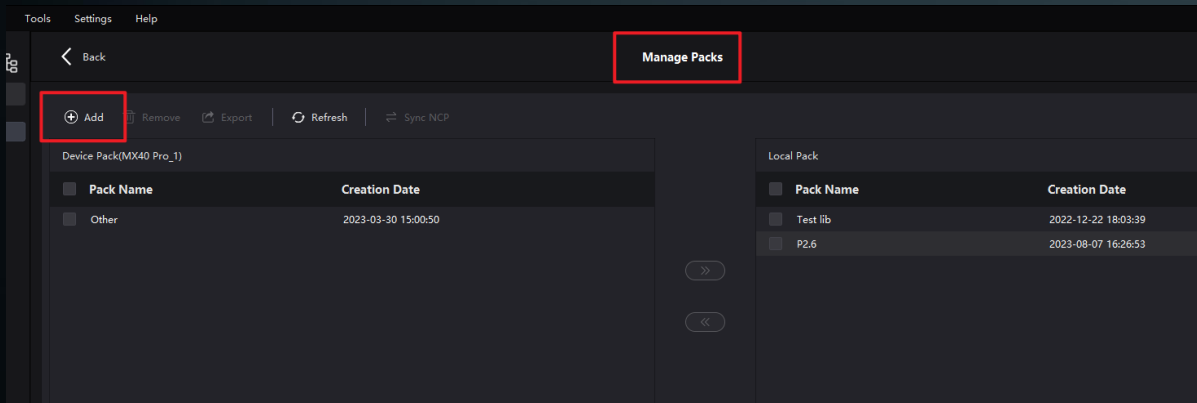 Tools Settings Help
Back
Manage Packs
Add Remove Export Refresh Sync NCP
Device Pack(MX40 Pro_1)
Pack Name Creation Date
Other 2023-03-30 15:00:50
Local Pack
Pack Name Creation Date
Test lib 2022-12-22 18:03:39
P2.6 2023-08-07 16:26:53